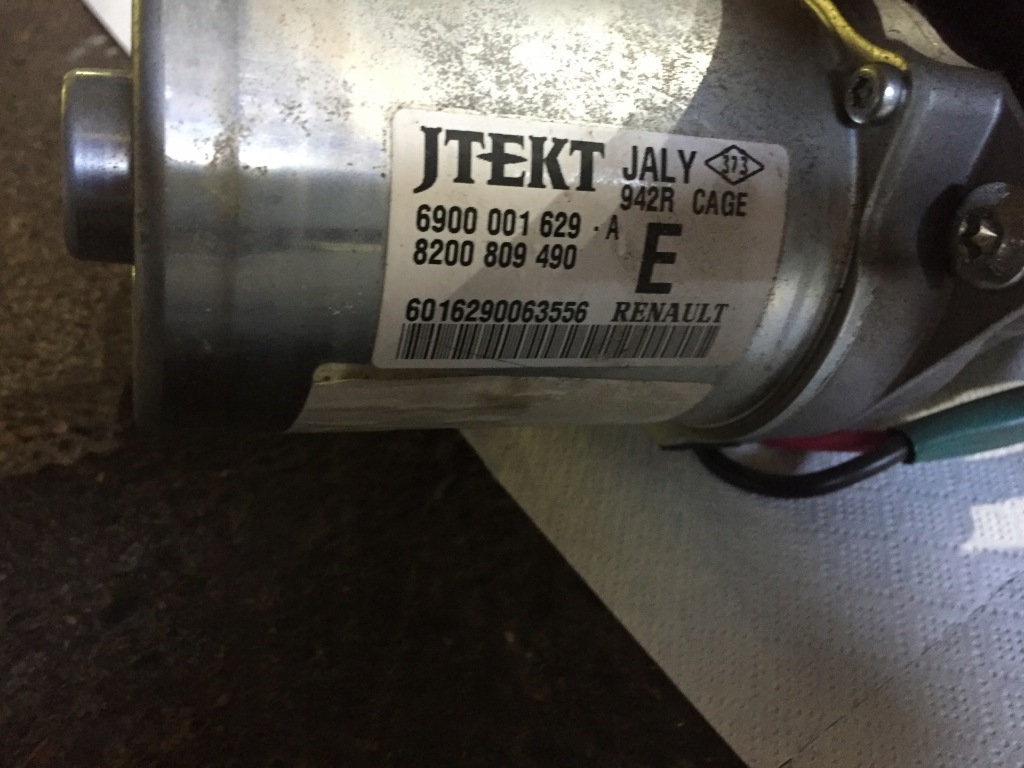 JTEKT JALY 373
942R CAGE
6900 001 629 · A
8200 809 490 E
6016290063556 RENAULT